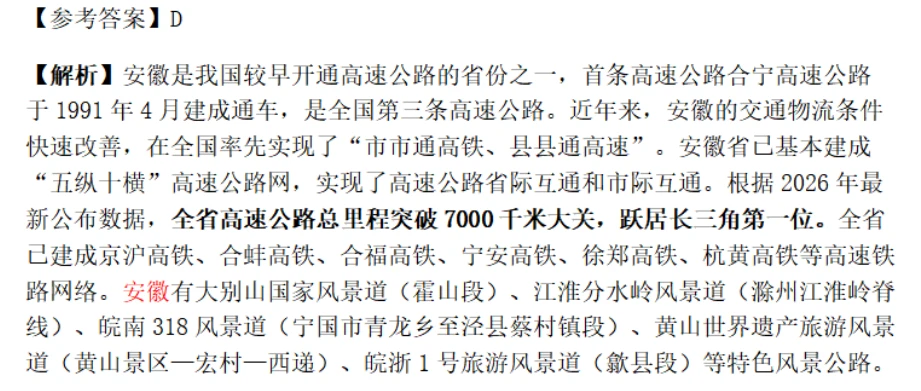 【参考答案】D
【解析】安徽是我国较早开通高速公路的省份之一，首条高速公路合宁高速公路
于 1991 年 4 月建成通车，是全国第三条高速公路。近年来，安徽的交通物流条件
快速改善，在全国率先实现了“市市通高铁、县县通高速”。安徽省已基本建成
“五纵十横”高速公路网，实现了高速公路省际互通和市际互通。根据 2026 年最
新公布数据，全省高速公路总里程突破 7000 千米大关，跃居长三角第一位。全省
已建成京沪高铁、合蚌高铁、合福高铁、宁安高铁、徐郑高铁、杭黄高铁等高速铁
路网络。安徽有大别山国家风景道（霍山段）、江淮分水岭风景道（滁州江淮岭脊
线）、皖南 318 风景道（宁国市青龙乡至泾县蔡村镇段）、黄山世界遗产旅游风景
道（黄山景区—宏村—西递）、皖浙 1 号旅游风景道（歙县段）等特色风景公路。